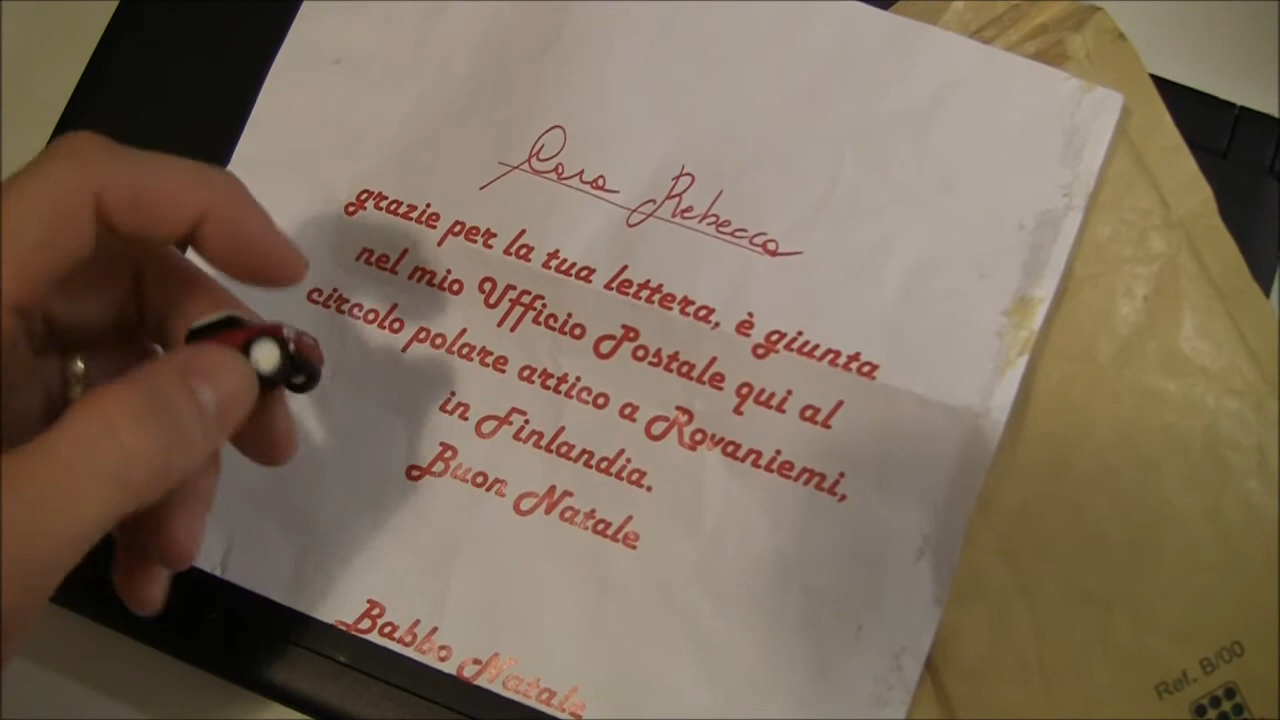 Cara Rebecca
grazie per la tua lettera, è giunta
nel mio Ufficio Postale qui al
circolo polare artico a Rovaniemi,
in Finlandia.
Buon Natale
Babbo Natale
Ref. B/00